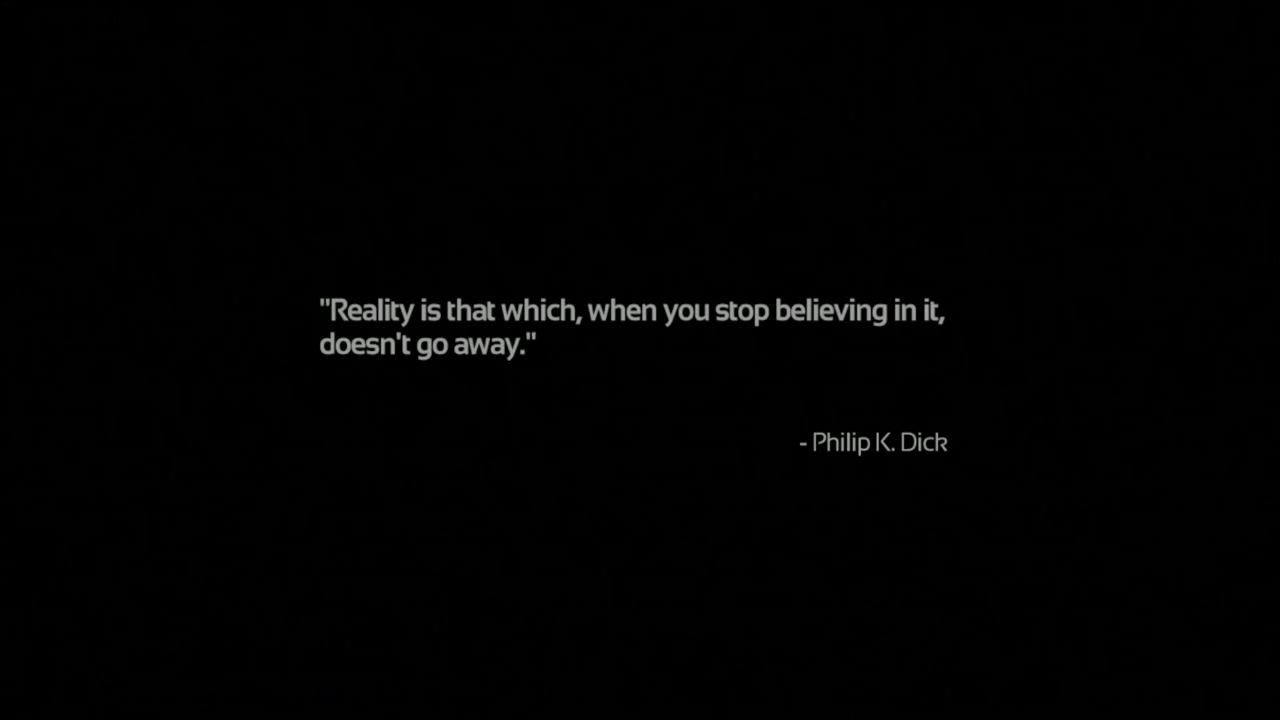 "Reality is that which, when you stop believing in it,
doesn't go away."
- Philip K. Dick